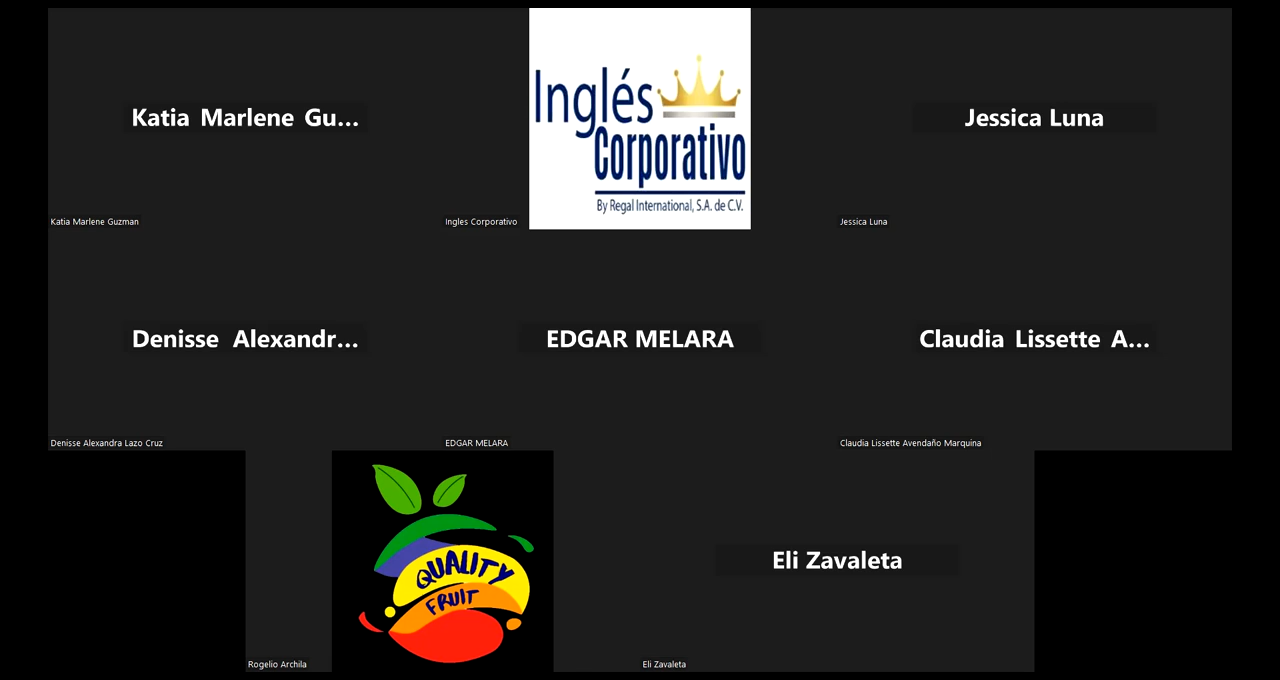 Katia Marlene Gu...
Katia Marlene Guzman
Inglés
Corporativo
By Regal International, S.A. de C.V.
Ingles Corporativo
Jessica Luna
Jessica Luna
Denisse Alexandr...
Denisse Alexandra Lazo Cruz
EDGAR MELARA
EDGAR MELARA
Claudia Lissette A...
Claudia Lissette Avendaño Marquina
QUALITY
FRUIT
Rogelio Archila
Eli Zavaleta
Eli Zavaleta